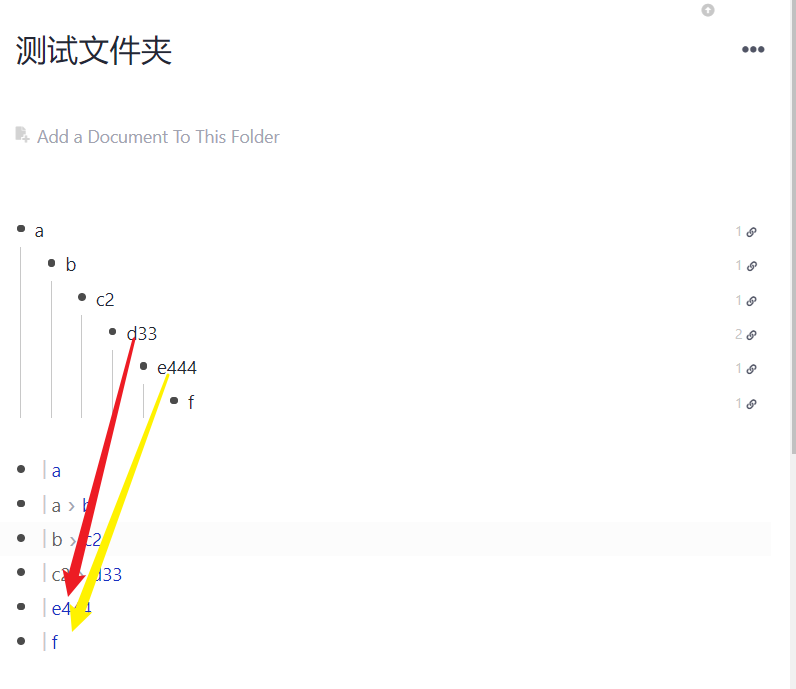 测试文件夹
•••
Add a Document To This Folder
a 1
b 1
c2 1
d33 2
e444 1
f 1
a
a > b
b > c2
c2 > d33
e444
f